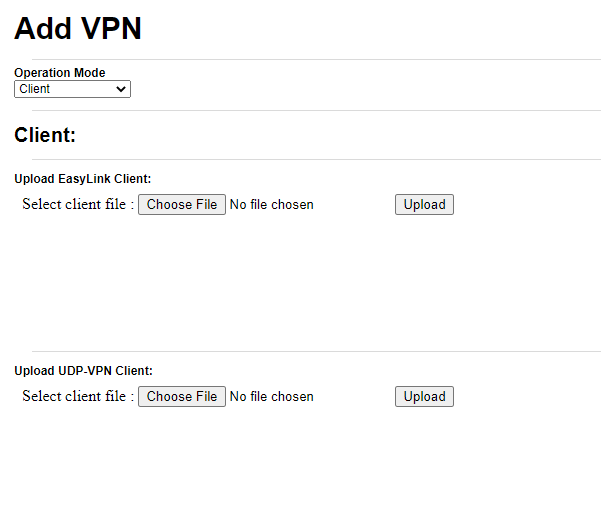 Add VPN
Operation Mode
Client
Client:
Upload EasyLink Client:
Select client file : Choose File No file chosen Upload
Upload UDP-VPN Client:
Select client file : Choose File No file chosen Upload